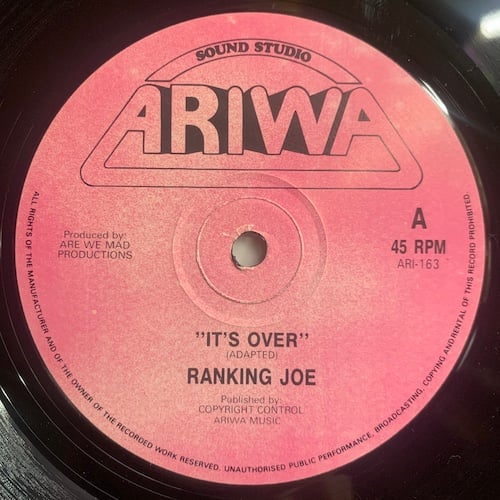 SOUND STUDIO
ARIWA
Produced by:
ARE WE MAD
PRODUCTIONS
A
45 RPM
ARI-163
"IT'S OVER"
(ADAPTED)
RANKING JOE
Published by:
COPYRIGHT CONTROL
ARIWA MUSIC
ALL RIGHTS OF THE MANUFACTURER AND OF THE OWNER OF THE RECORDED WORK RESERVED. UNAUTHORISED PUBLIC PERFORMANCE, BROADCASTING, COPYING AND RENTAL OF THIS RECORD PROHIBITED.